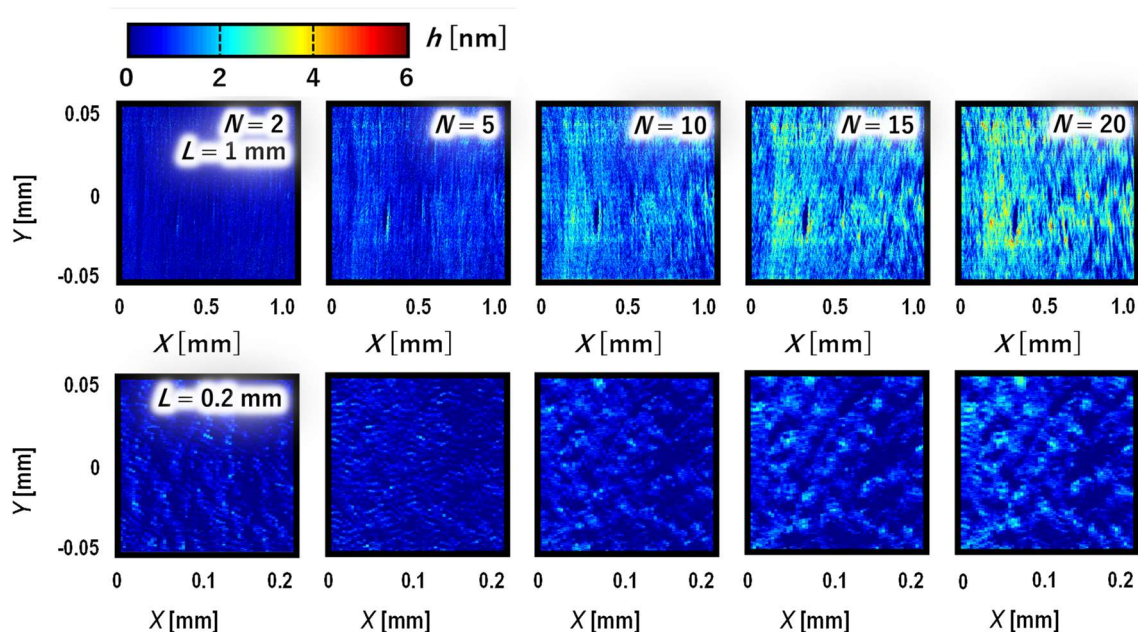 h [nm]
0 2 4 6
N = 2
L = 1 mm
N = 5
N = 10
N = 15
N = 20
0.05
0
-0.05
Y [mm]
0 0.5 1.0
0 0.5 1.0
0 0.5 1.0
0 0.5 1.0
0 0.5 1.0
X [mm]
X [mm]
X [mm]
X [mm]
X [mm]
L = 0.2 mm
0.05
0
-0.05
Y [mm]
0 0.1 0.2
0 0.1 0.2
0 0.1 0.2
0 0.1 0.2
0 0.1 0.2
X [mm]
X [mm]
X [mm]
X [mm]
X [mm]